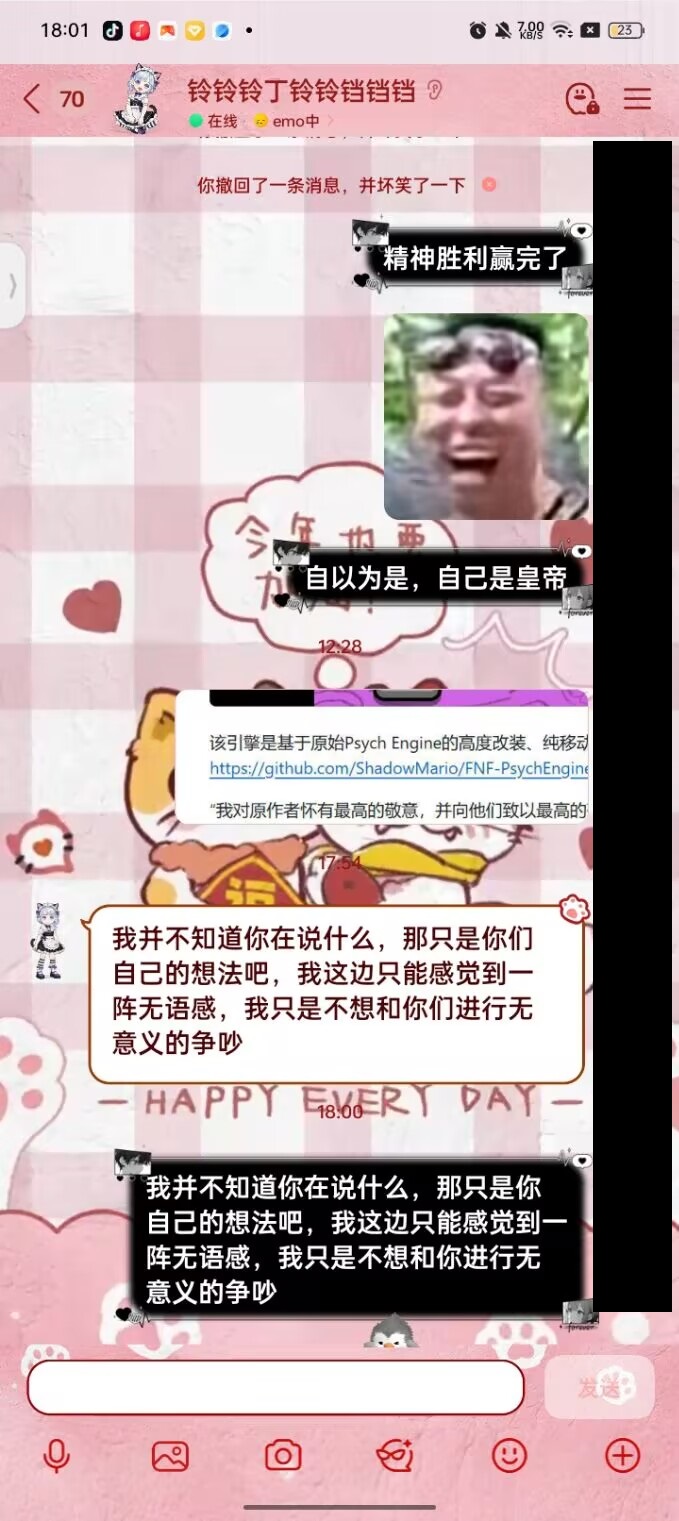 18:01
7.00
KB/S
23
70
铃铃铃丁铃铃铛铛铛
在线
emo中
你撤回了一条消息，并坏笑了一下
精神胜利赢完了
forever
今年也要
自以为是，自己是皇帝
forever
12:28
该引擎是基于原始Psych Engine的高度改装、纯移动
https://github.com/ShadowMario/FNF-PsychEngine
“我对原作者怀有最高的敬意，并向他们致以最高的
17:54
福
我并不知道你在说什么，那只是你们
自己的想法吧，我这边只能感觉到一
阵无语感，我只是不想和你们进行无
意义的争吵
HAPPY EVERY DAY
18:00
我并不知道你在说什么，那只是你
自己的想法吧，我这边只能感觉到一
阵无语感，我只是不想和你进行无
意义的争吵
forever
发送